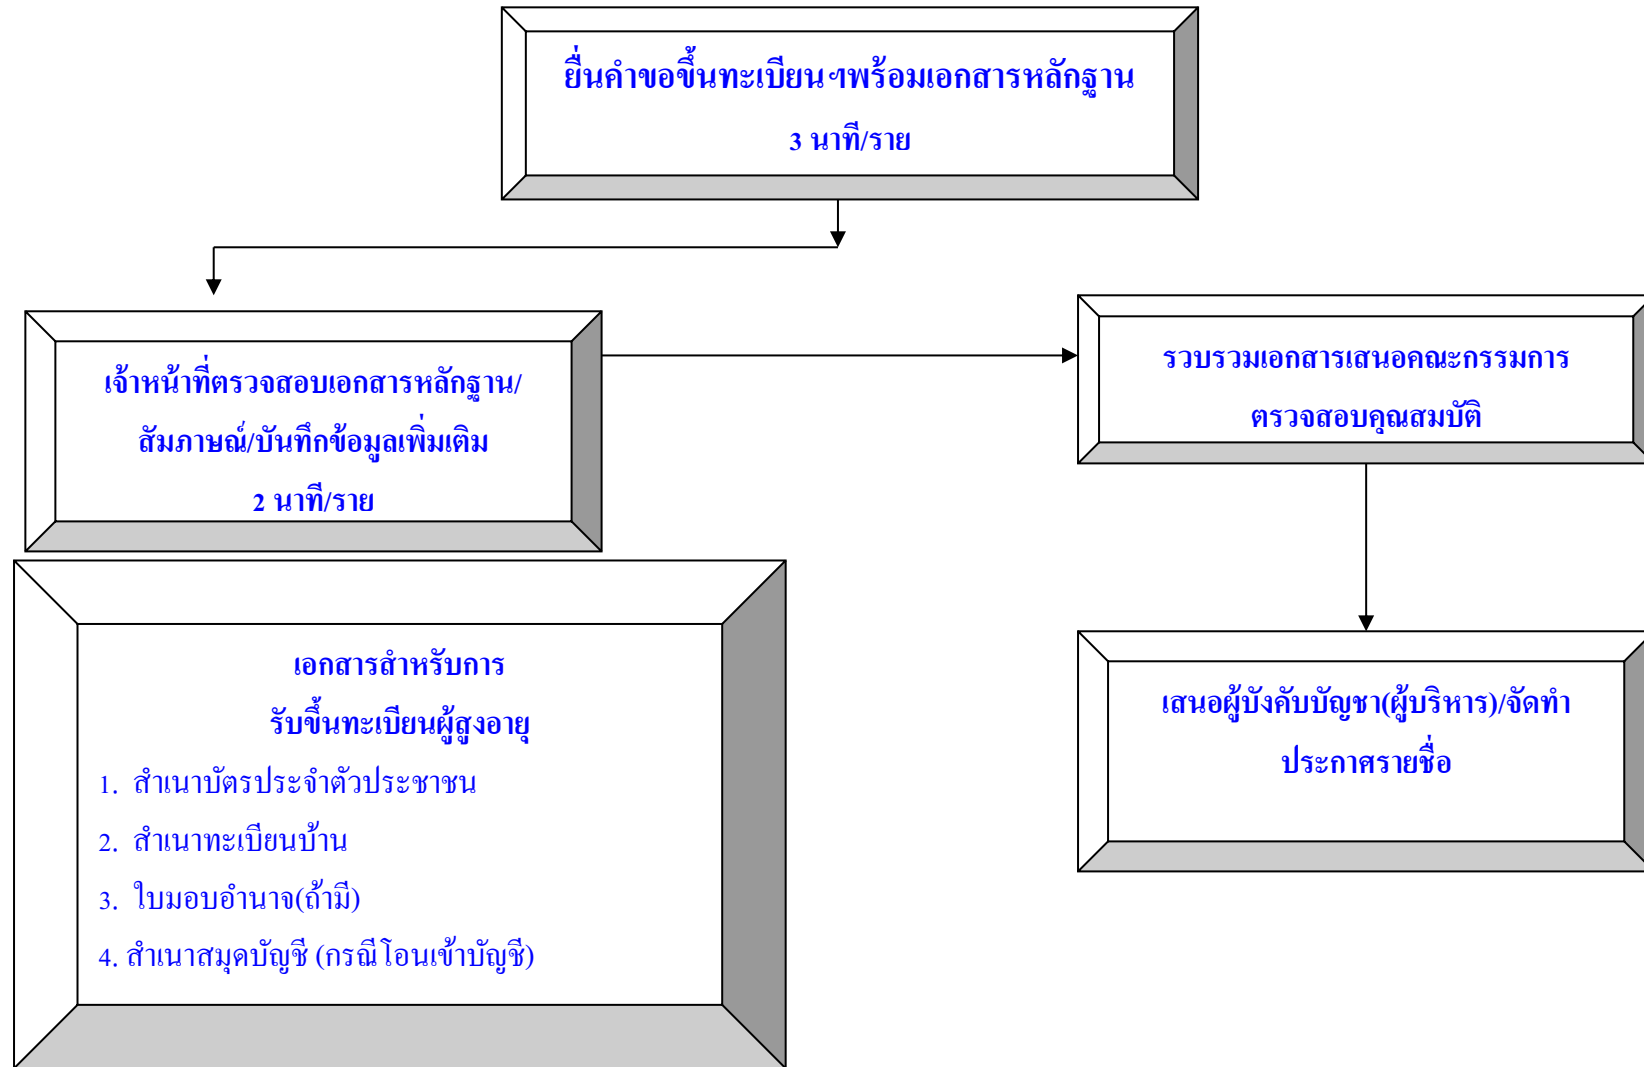 ยื่นคำขอขึ้นทะเบียนฯพร้อมเอกสารหลักฐาน
3 นาที/ราย
เจ้าหน้าที่ตรวจสอบเอกสารหลักฐาน/
สัมภาษณ์/บันทึกข้อมูลเพิ่มเติม
2 นาที/ราย
รวบรวมเอกสารเสนอคณะกรรมการ
ตรวจสอบคุณสมบัติ
เอกสารสำหรับการ
รับขึ้นทะเบียนผู้สูงอายุ
1. สำเนาบัตรประจำตัวประชาชน
2. สำเนาทะเบียนบ้าน
3. ใบมอบอำนาจ(ถ้ามี)
4. สำเนาสมุดบัญชี (กรณีโอนเข้าบัญชี)
เสนอผู้บังคับบัญชา(ผู้บริหาร)/จัดทำ
ประกาศรายชื่อ